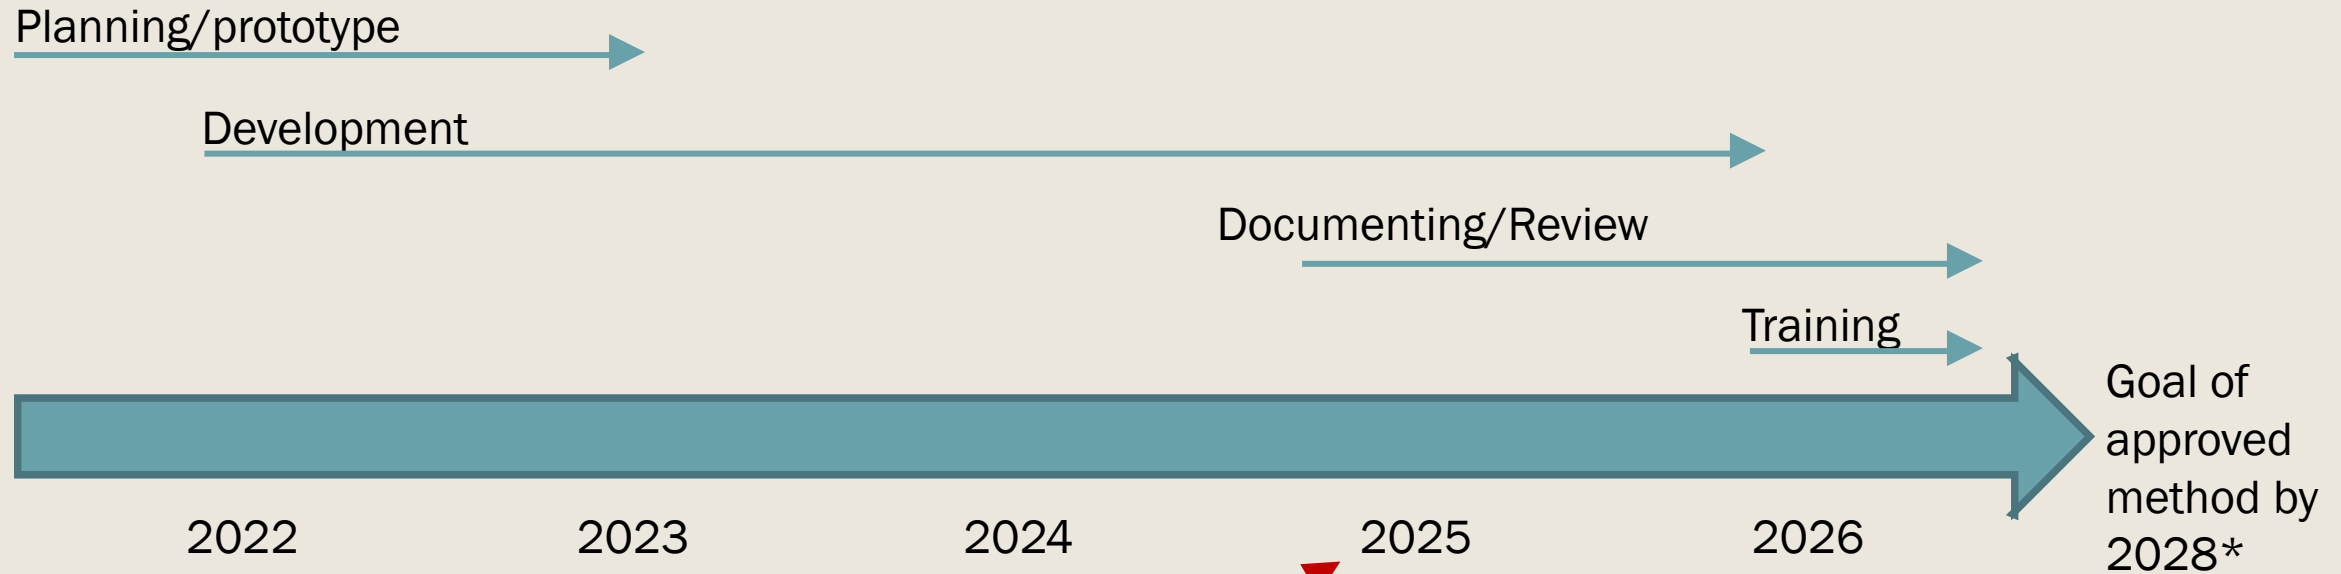 Planning/prototype
Development
Documenting/Review
Training
Goal of
approved
method by
2028*
2022 2023 2024 2025 2026